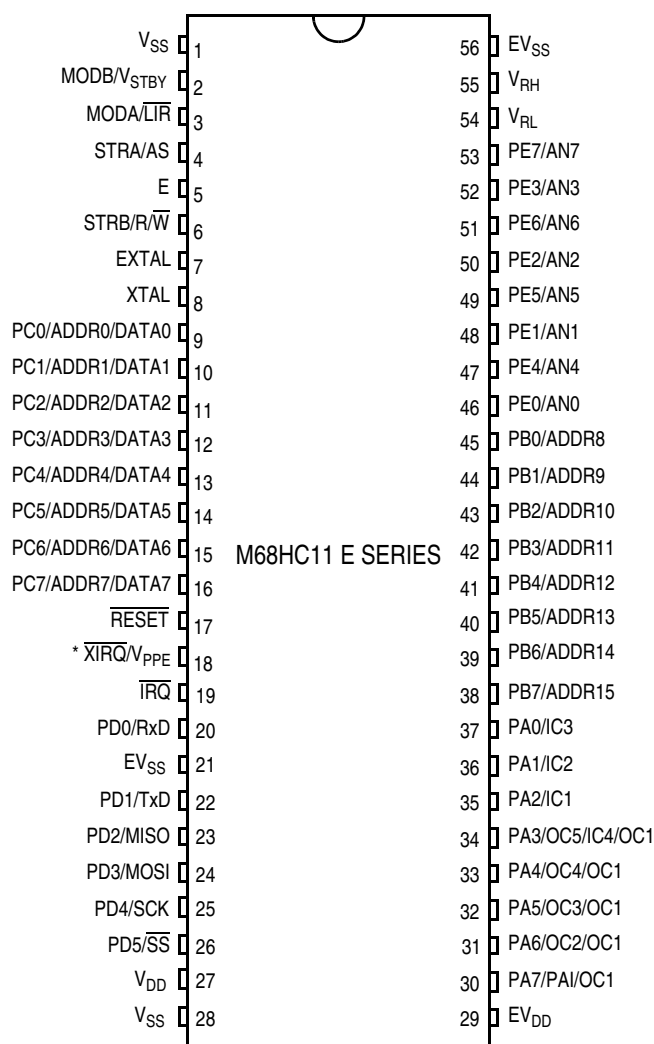 VSS 1 56 EVSS
MODB/VSTBY 2 55 VRH
MODA/L̅I̅R̅ 3 54 VRL
STRA/AS 4 53 PE7/AN7
E 5 52 PE3/AN3
STRB/R/W̅ 6 51 PE6/AN6
EXTAL 7 50 PE2/AN2
XTAL 8 49 PE5/AN5
PC0/ADDR0/DATA0 9 48 PE1/AN1
PC1/ADDR1/DATA1 10 47 PE4/AN4
PC2/ADDR2/DATA2 11 46 PE0/AN0
PC3/ADDR3/DATA3 12 45 PB0/ADDR8
PC4/ADDR4/DATA4 13 44 PB1/ADDR9
PC5/ADDR5/DATA5 14 43 PB2/ADDR10
PC6/ADDR6/DATA6 15 M68HC11 E SERIES 42 PB3/ADDR11
PC7/ADDR7/DATA7 16 41 PB4/ADDR12
R̅E̅S̅E̅T̅ 17 40 PB5/ADDR13
* X̅I̅R̅Q̅/VPPE 18 39 PB6/ADDR14
I̅R̅Q̅ 19 38 PB7/ADDR15
PD0/RxD 20 37 PA0/IC3
EVSS 21 36 PA1/IC2
PD1/TxD 22 35 PA2/IC1
PD2/MISO 23 34 PA3/OC5/IC4/OC1
PD3/MOSI 24 33 PA4/OC4/OC1
PD4/SCK 25 32 PA5/OC3/OC1
PD5/S̅S̅ 26 31 PA6/OC2/OC1
VDD 27 30 PA7/PAI/OC1
VSS 28 29 EVDD